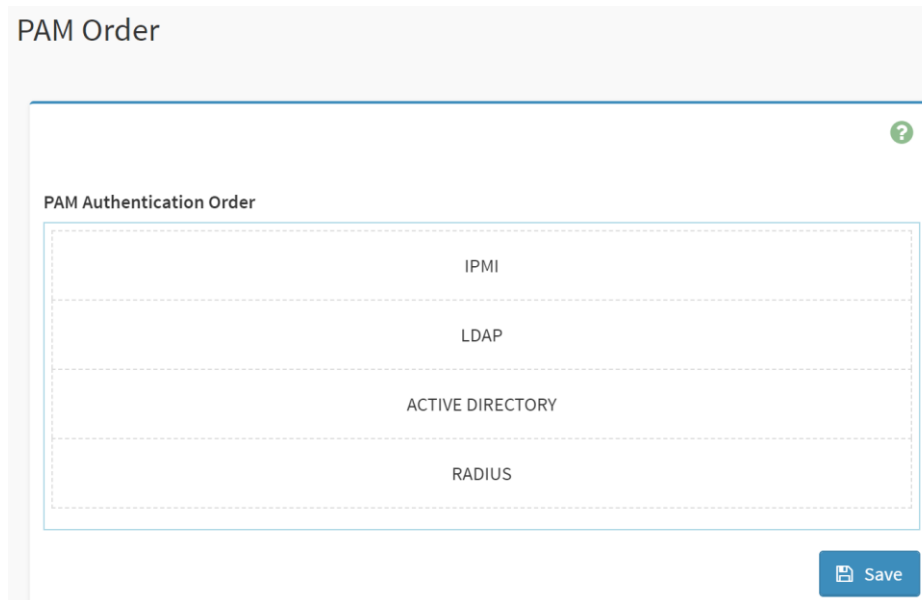 PAM Order
?
PAM Authentication Order
IPMI
LDAP
ACTIVE DIRECTORY
RADIUS
Save